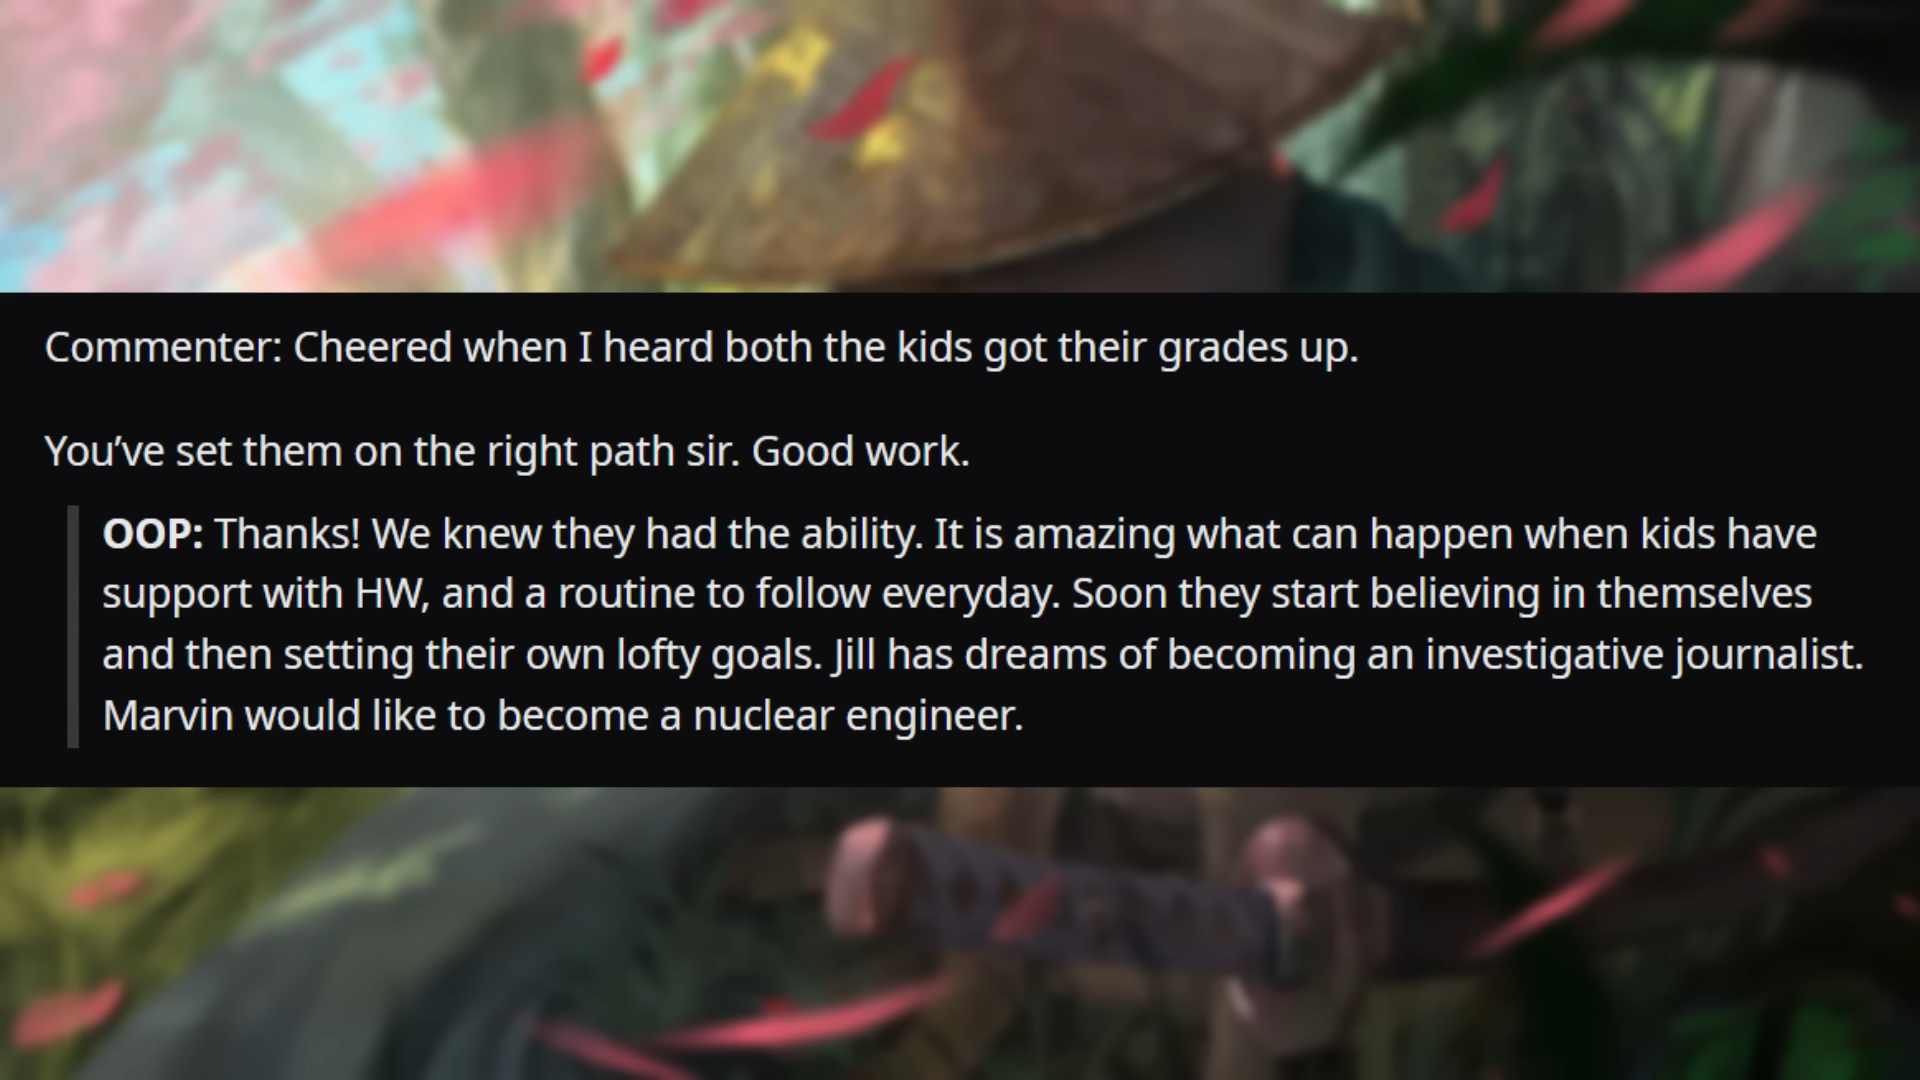 Commenter: Cheered when I heard both the kids got their grades up.
You’ve set them on the right path sir. Good work.
OOP: Thanks! We knew they had the ability. It is amazing what can happen when kids have
support with HW, and a routine to follow everyday. Soon they start believing in themselves
and then setting their own lofty goals. Jill has dreams of becoming an investigative journalist.
Marvin would like to become a nuclear engineer.